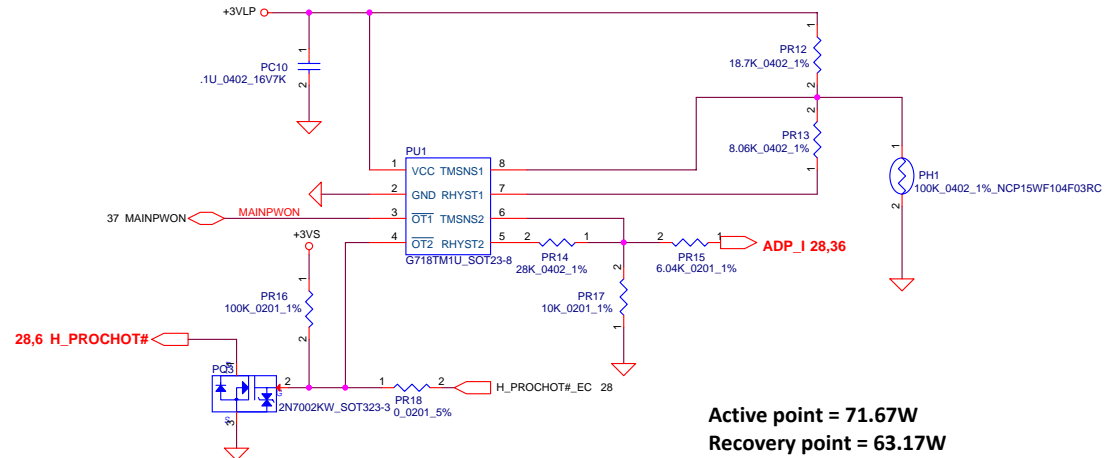 +3VLP
1
PC10
.1U_0402_16V7K
2
1
PR12
18.7K_0402_1%
2
2
PR13
8.06K_0402_1%
1
1
PH1
100K_0402_1%_NCP15WF104F03RC
2
PU1
1 VCC TMSNS1 8
2 GND RHYST1 7
37 MAINPWON MAINPWON 3 OT1 TMSNS2 6
4 OT2 RHYST2 5
G718TM1U_SOT23-8
2 1
PR14
28K_0402_1%
2 1
PR15
6.04K_0201_1%
ADP_I 28,36
2
PR17
10K_0201_1%
1
+3VS
1
PR16
100K_0201_1%
2
28,6 H_PROCHOT#
PQ3
2
3
2N7002KW_SOT323-3
1 2
PR18
0_0201_5%
H_PROCHOT#_EC 28
Active point = 71.67W
Recovery point = 63.17W